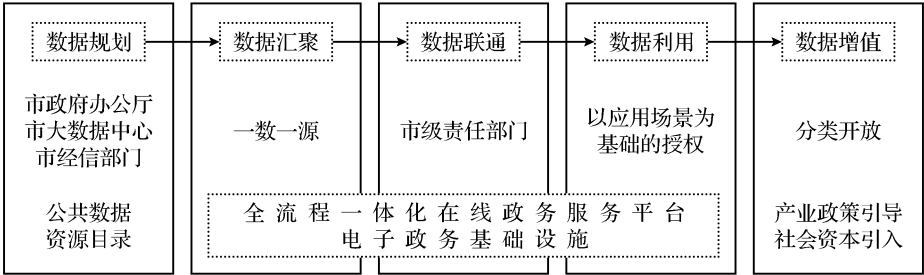 数据规划
市政府办公厅
市大数据中心
市经信部门
公共数据
资源目录
数据汇聚
一数一源
数据联通
市级责任部门
数据利用
以应用场景为
基础的授权
全流程一体化在线政务服务平台
电子政务基础设施
数据增值
分类开放
产业政策引导
社会资本引入